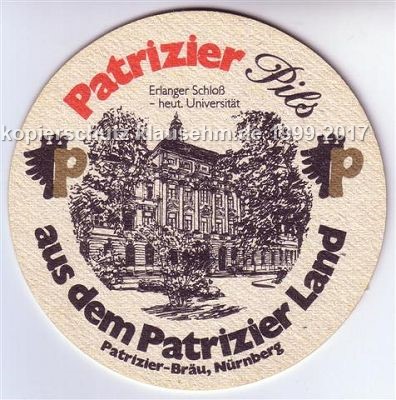 Patrizier Pils
Erlanger Schloß
- heut. Universität
kopierschutz klausehm.de 1999-2017
P
P
aus dem Patrizier Land
Patrizier-Bräu, Nürnberg